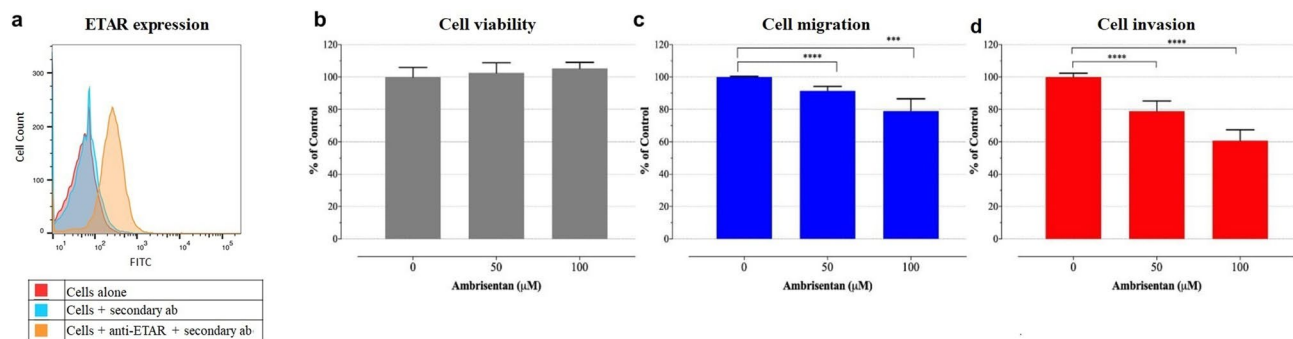 a
ETAR expression
300
200
100
0
Cell Count
10¹ 10² 10³ 10⁴ 10⁵
FITC
Cells alone
Cells + secondary ab
Cells + anti-ETAR + secondary ab
b
Cell viability
120
100
80
60
40
20
0
% of Control
0 50 100
Ambrisentan (μM)
c
Cell migration
***
****
120
100
80
60
40
20
0
% of Control
0 50 100
Ambrisentan (μM)
d
Cell invasion
****
****
120
100
80
60
40
20
0
% of Control
0 50 100
Ambrisentan (μM)